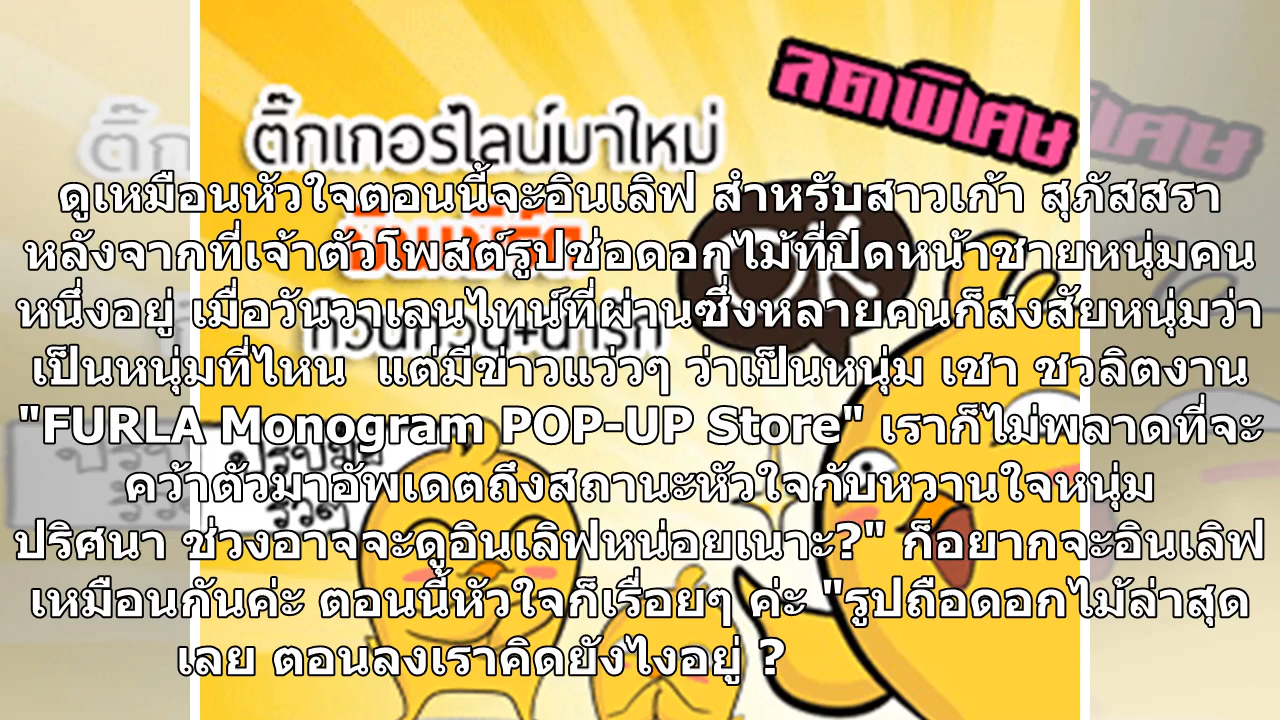 ติ๊กเกอร์ไลน์มาใหม่
ลดพิเศษ
ดูเหมือนหัวใจตอนนี้จะอินเลิฟ สำหรับสาวเก้า สุภัสสรา
หลังจากที่เจ้าตัวโพสต์รูปช่อดอกไม้ที่ปิดหน้าชายหนุ่มคน
หนึ่งอยู่ เมื่อวันวาเลนไทน์ที่ผ่านซึ่งหลายคนก็สงสัยหนุ่มว่า
เป็นหนุ่มที่ไหน แต่มีข่าวแว่วๆ ว่าเป็นหนุ่ม เชา ชวลิตงาน
"FURLA Monogram POP-UP Store" เราก็ไม่พลาดที่จะ
คว้าตัวมาอัพเดตถึงสถานะหัวใจกับหวานใจหนุ่ม
ปริศนา ช่วงอาจจะดูอินเลิฟหน่อยเนาะ?" ก็อยากจะอินเลิฟ
เหมือนกันค่ะ ตอนนี้หัวใจก็เรื่อยๆ ค่ะ "รูปถือดอกไม้ล่าสุด
เลย ตอนลงเราคิดยังไงอยู่ ?
OK